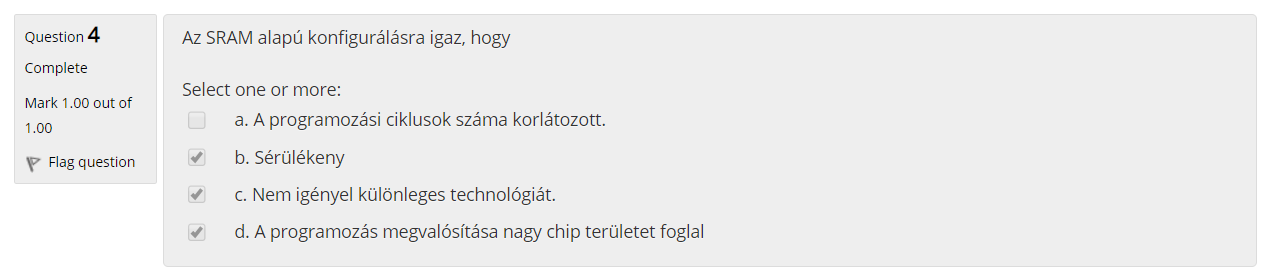 Question 4
Complete
Mark 1.00 out of
1.00
Flag question
Az SRAM alapú konfigurálásra igaz, hogy
Select one or more:
a. A programozási ciklusok száma korlátozott.
b. Sérülékeny
c. Nem igényel különleges technológiát.
d. A programozás megvalósítása nagy chip területet foglal